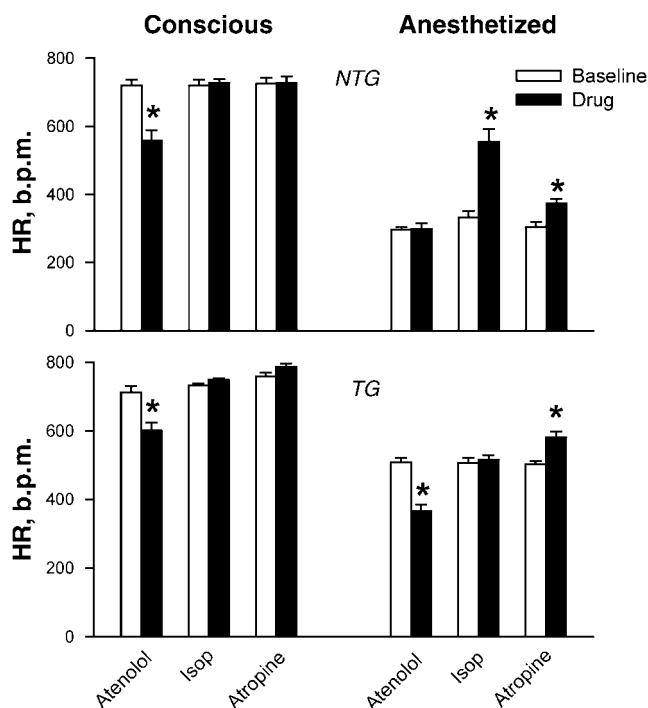 Conscious Anesthetized
800 NTG Baseline
* * Drug
600
HR, b.p.m. *
400
200
0
800 TG
* *
600
HR, b.p.m. *
400
200
0
Atenolol Isop Atropine Atenolol Isop Atropine